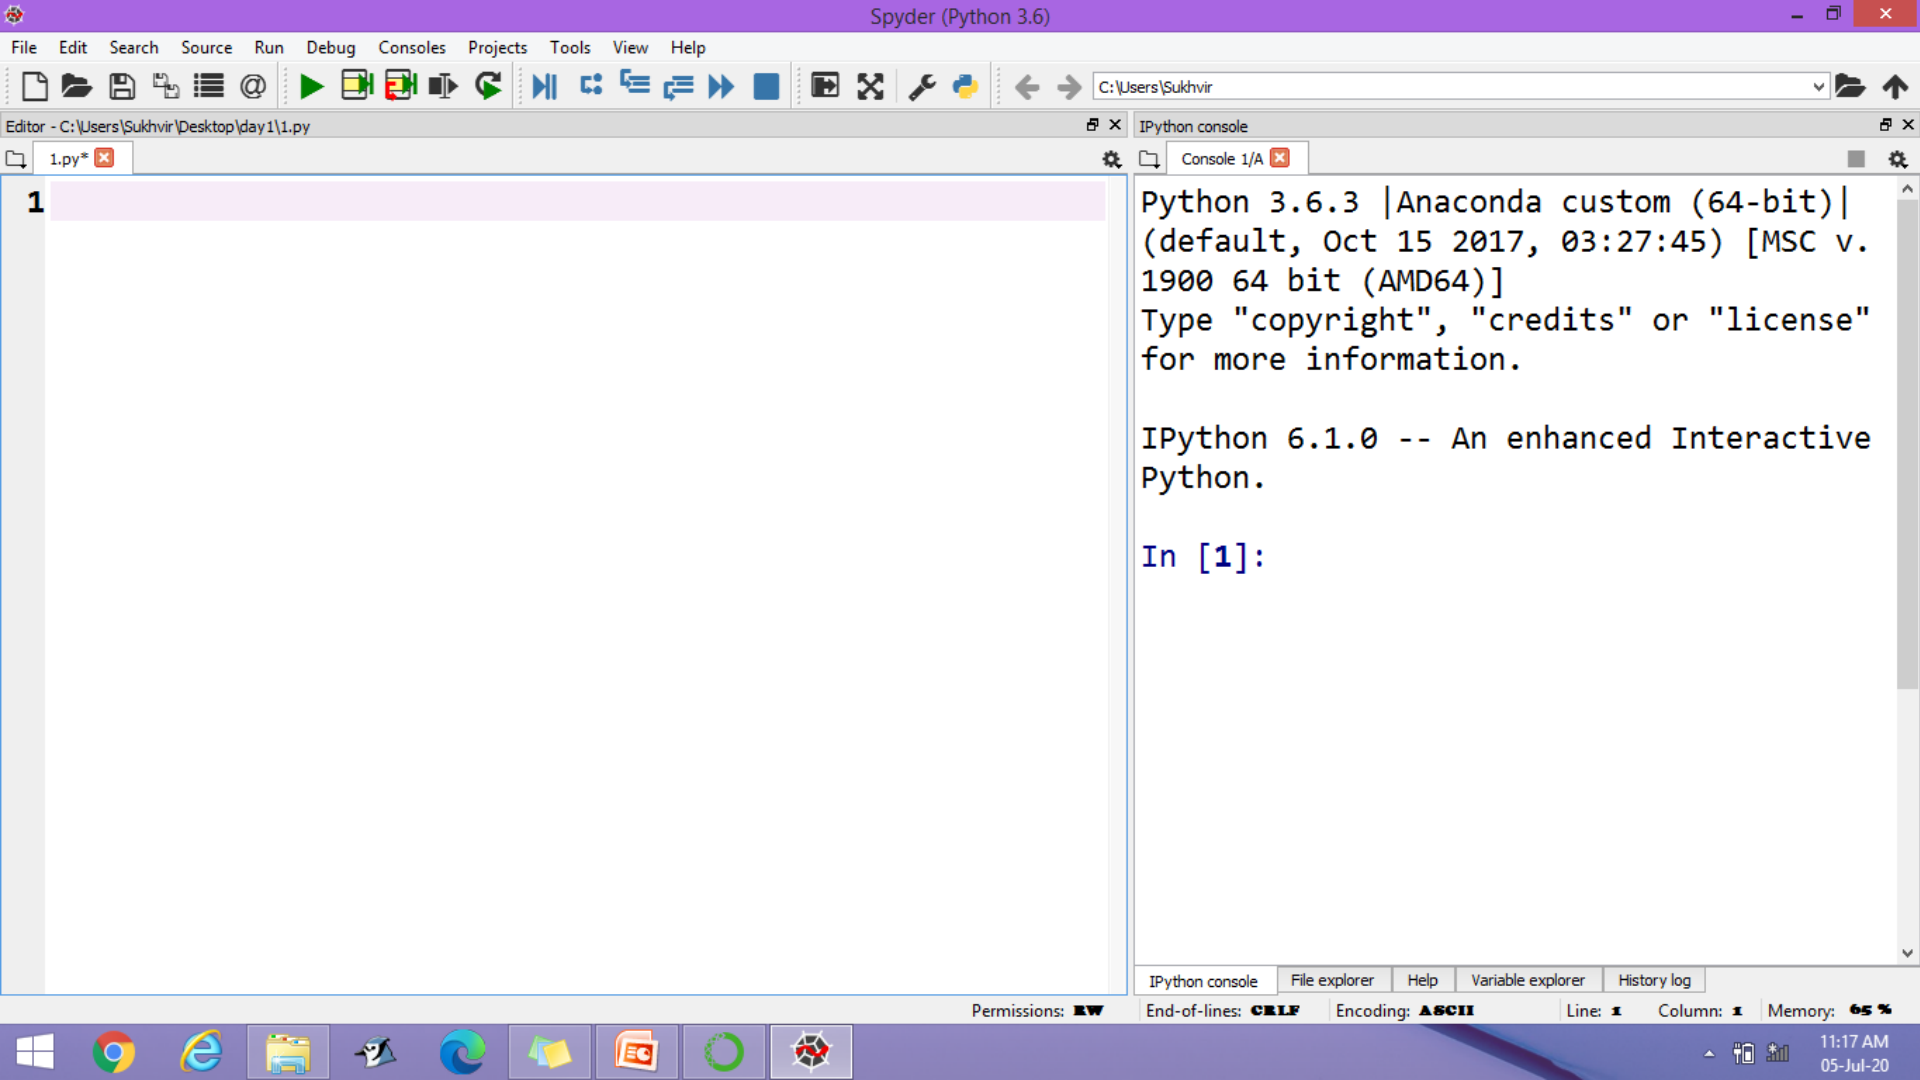 Spyder (Python 3.6)
File Edit Search Source Run Debug Consoles Projects Tools View Help
@ C:\Users\Sukhvir
Editor - C:\Users\Sukhvir\Desktop\day1\1.py
IPython console
1.py*
Console 1/A
1
Python 3.6.3 |Anaconda custom (64-bit)|
(default, Oct 15 2017, 03:27:45) [MSC v.
1900 64 bit (AMD64)]
Type "copyright", "credits" or "license"
for more information.
IPython 6.1.0 -- An enhanced Interactive
Python.
In [1]:
IPython console File explorer Help Variable explorer History log
Permissions: RW End-of-lines: CRLF Encoding: ASCII Line: 1 Column: 1 Memory: 65 %
11:17 AM
05-Jul-20